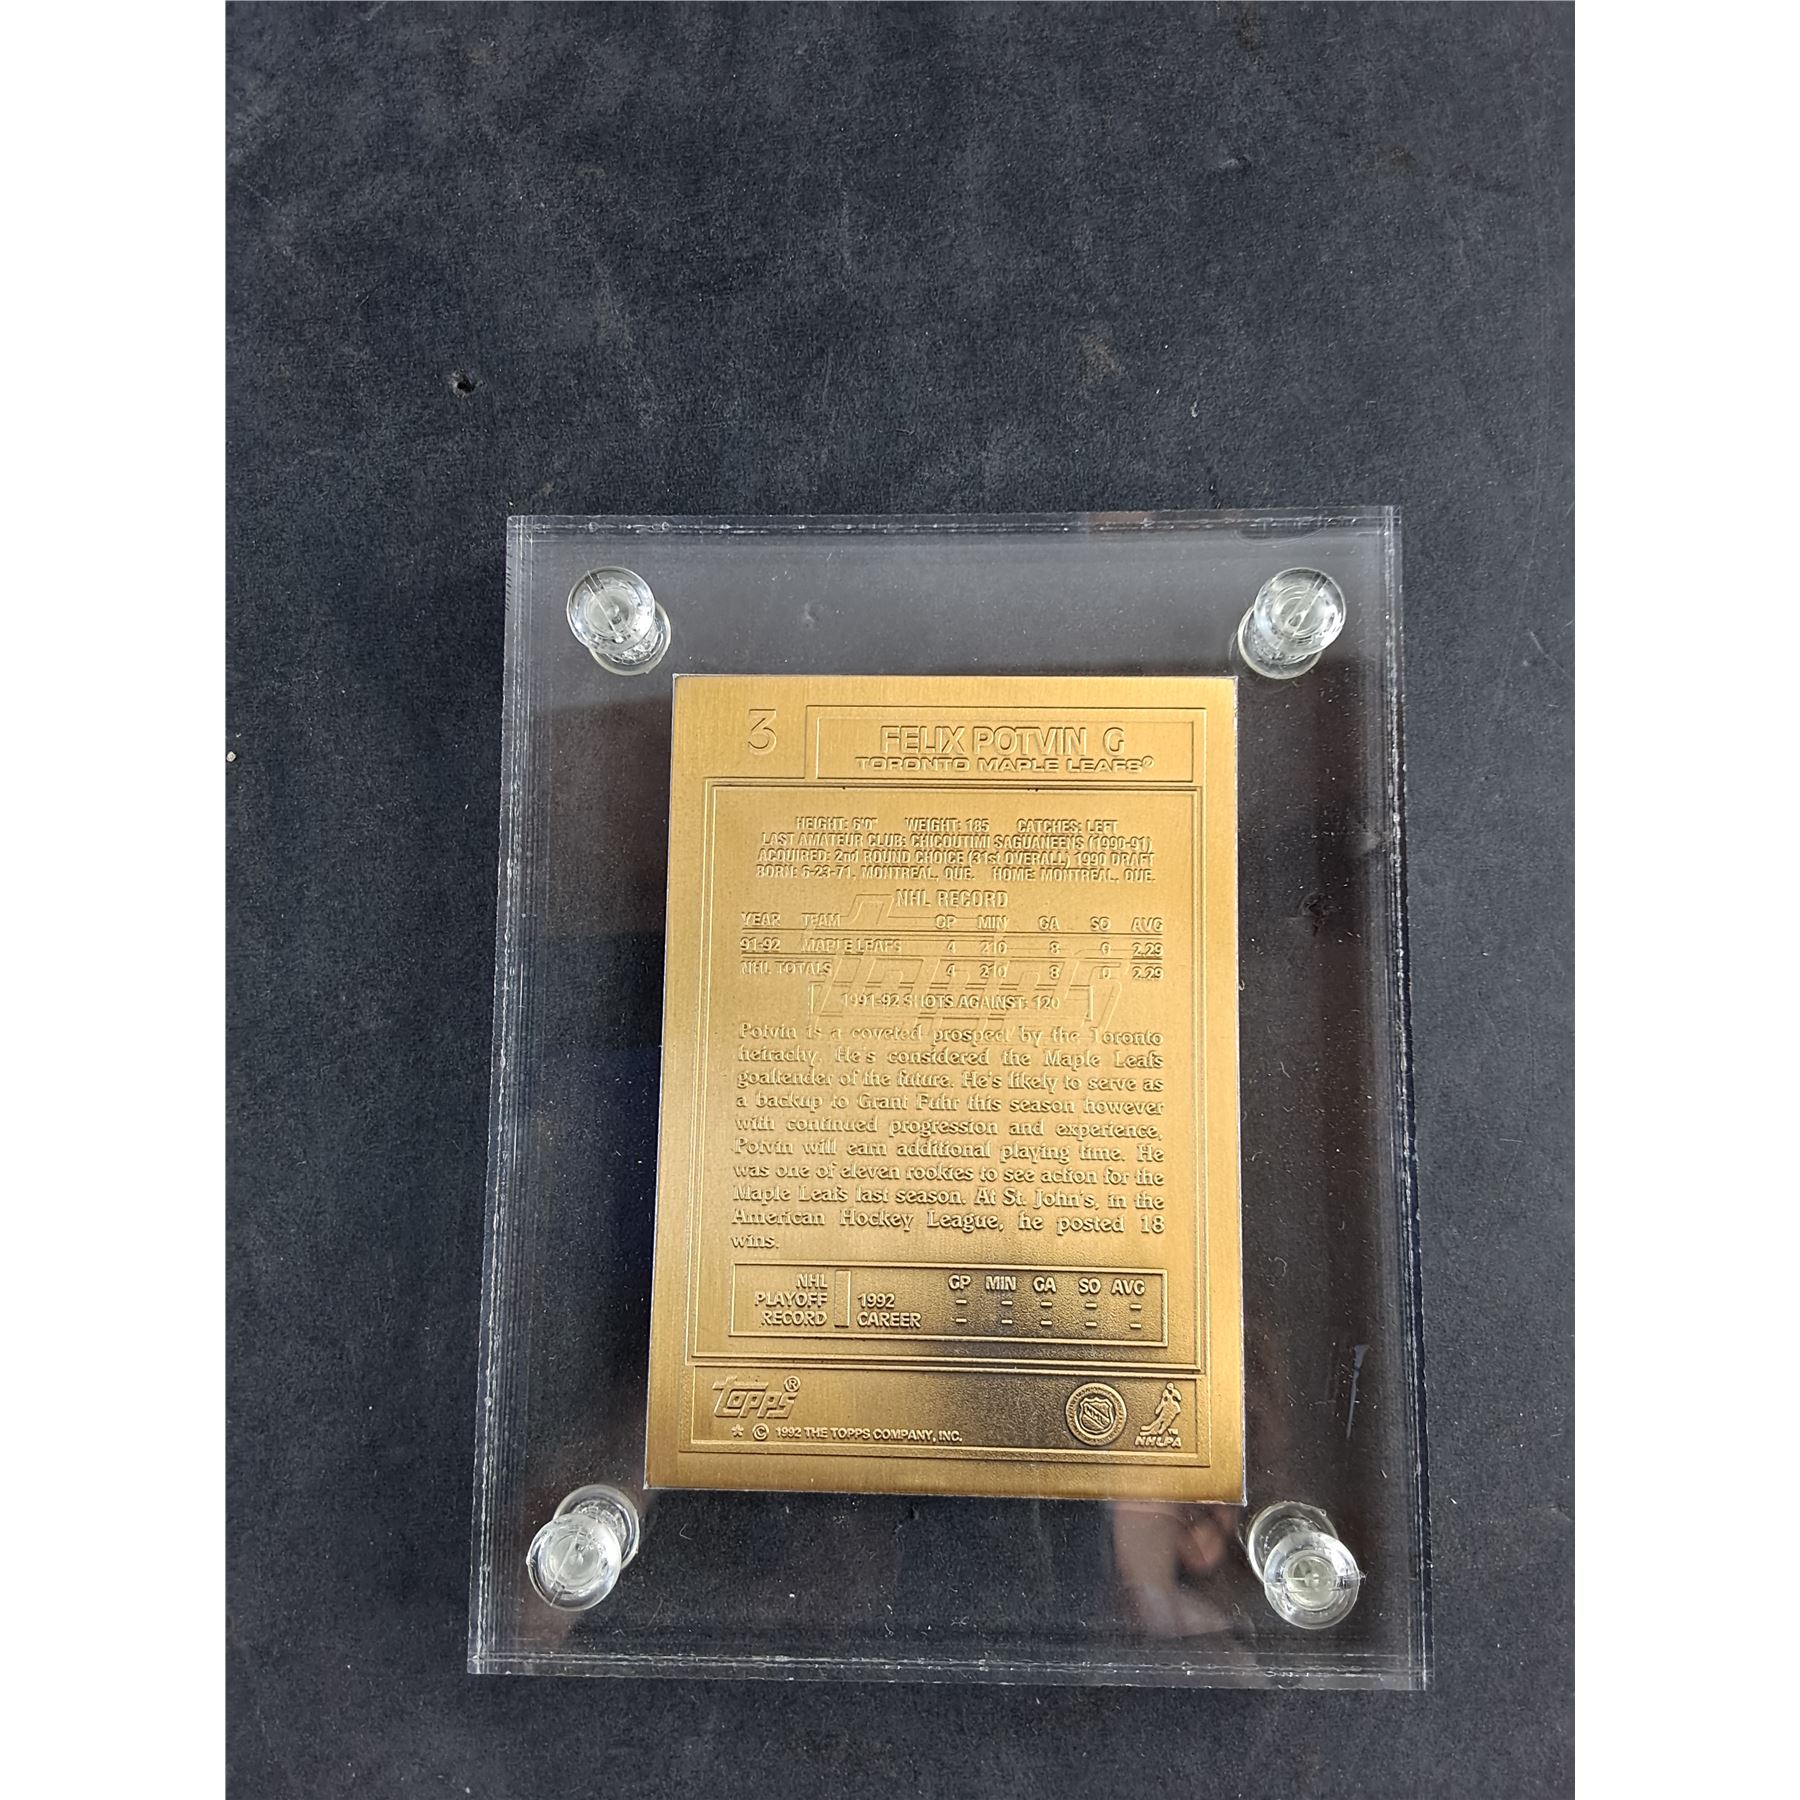 3
FELIX POTVIN G
TORONTO MAPLE LEAFS®
HEIGHT: 6'0" WEIGHT: 185 CATCHES: LEFT
LAST AMATEUR CLUB: CHICOUTIMI SAGUANEENS (1990-91)
ACQUIRED: 2nd ROUND CHOICE (31st OVERALL) 1990 DRAFT
BORN: 6-23-71, MONTREAL, QUE. HOME: MONTREAL, QUE.
NHL RECORD
YEAR TEAM GP MIN GA SO AVG
91-92 MAPLE LEAFS 4 210 8 0 2.29
NHL TOTALS 4 210 8 0 2.29
1991-92 SHOTS AGAINST: 120
Potvin is a coveted prospect by the Toronto
heirachy. He's considered the Maple Leafs
goaltender of the future. He's likely to serve as
a backup to Grant Fuhr this season however
with continued progression and experience,
Potvin will earn additional playing time. He
was one of eleven rookies to see action for the
Maple Leafs last season. At St. John's, in the
American Hockey League, he posted 18
wins.
NHL PLAYOFF RECORD
GP MIN GA SO AVG
1992 – – – – –
CAREER – – – – –
TOPPS®
* © 1992 THE TOPPS COMPANY, INC.
NHL
NHLPA™